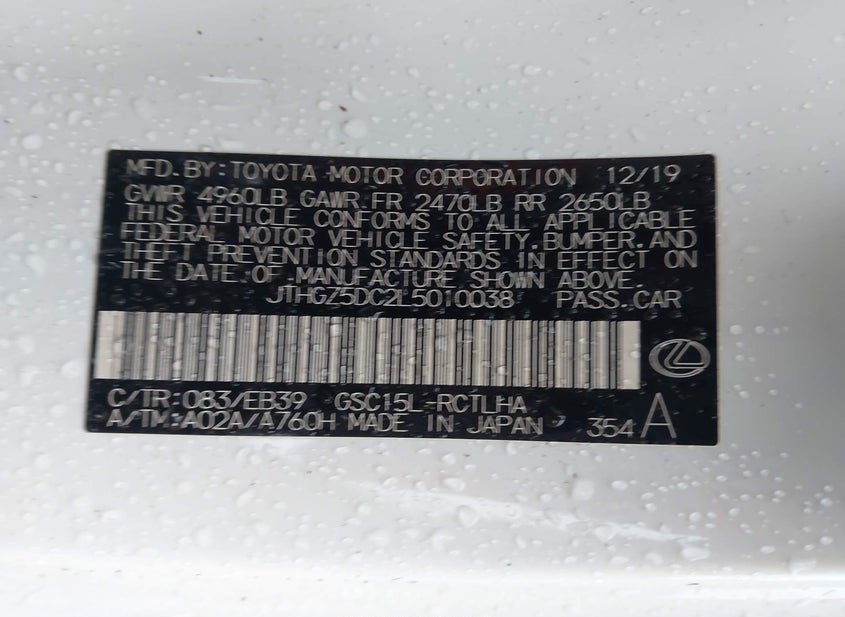 MFD.BY:TOYOTA MOTOR CORPORATION 12/19
GVWR 4960LB GAWR.FR 2470LB RR 2650LB
THIS VEHICLE CONFORMS TO ALL APPLICABLE
FEDERAL MOTOR VEHICLE SAFETY,BUMPER,AND
THEFT PREVENTION STANDARDS IN EFFECT ON
THE DATE OF MANUFACTURE SHOWN ABOVE.
JTHGZ5DC2L5010038 PASS.CAR
C/TR:083/EB39 GSC15L-RCTLHA
A/TM:A02A/A760H MADE IN JAPAN 354 A